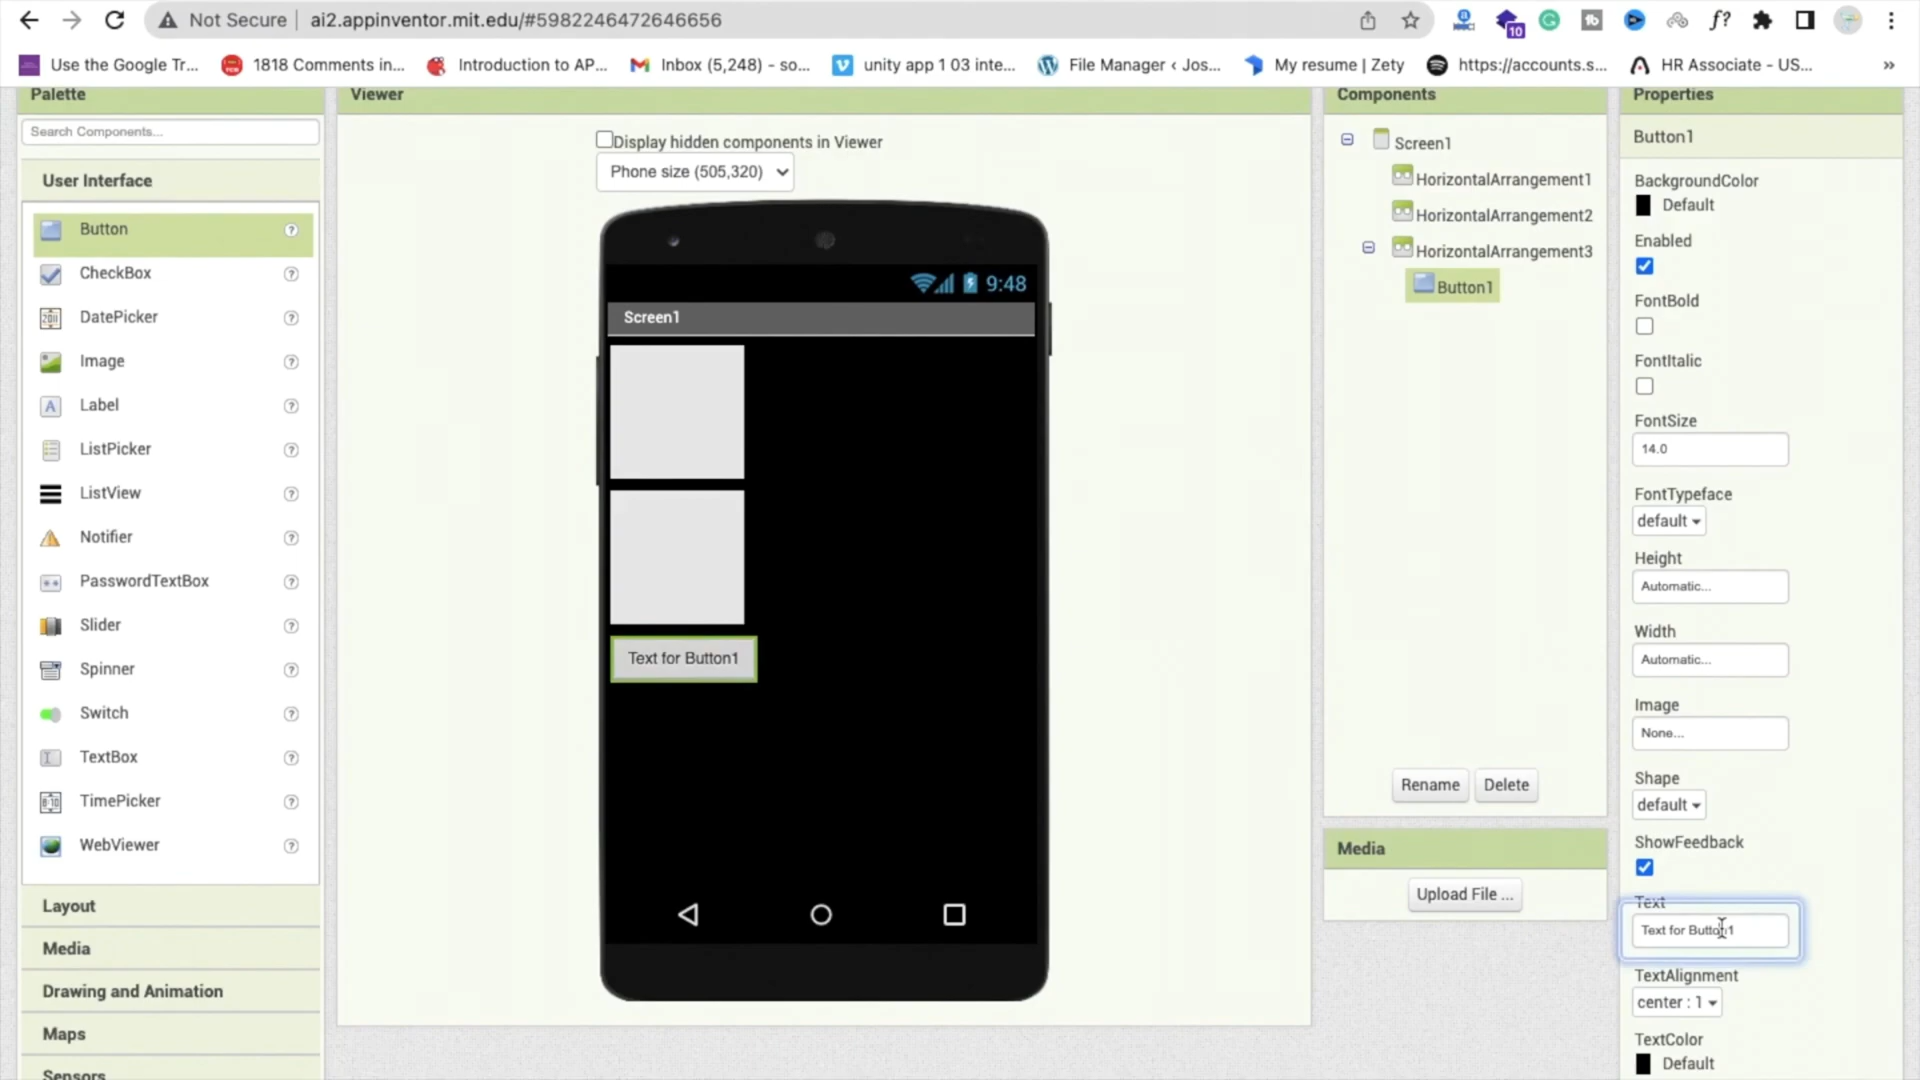 Not Secure
ai2.appinventor.mit.edu/#5982246472646656
10
f?
Use the Google Tr...
1818 Comments in...
Introduction to AP...
Inbox (5,248) - so...
unity app 1 03 inte...
File Manager ‹ Jos...
My resume | Zety
https://accounts.s...
HR Associate - US...
»
Palette
Viewer
Components
Properties
Search Components...
User Interface
Button
CheckBox
DatePicker
Image
Label
ListPicker
ListView
Notifier
PasswordTextBox
Slider
Spinner
Switch
TextBox
TimePicker
WebViewer
Layout
Media
Drawing and Animation
Maps
Sensors
Display hidden components in Viewer
Phone size (505,320)
9:48
Screen1
Text for Button1
Screen1
HorizontalArrangement1
HorizontalArrangement2
HorizontalArrangement3
Button1
Rename
Delete
Media
Upload File ...
Button1
BackgroundColor
Default
Enabled
FontBold
FontItalic
FontSize
14.0
FontTypeface
default
Height
Automatic...
Width
Automatic...
Image
None...
Shape
default
ShowFeedback
Text
Text for Button1
TextAlignment
center : 1
TextColor
Default